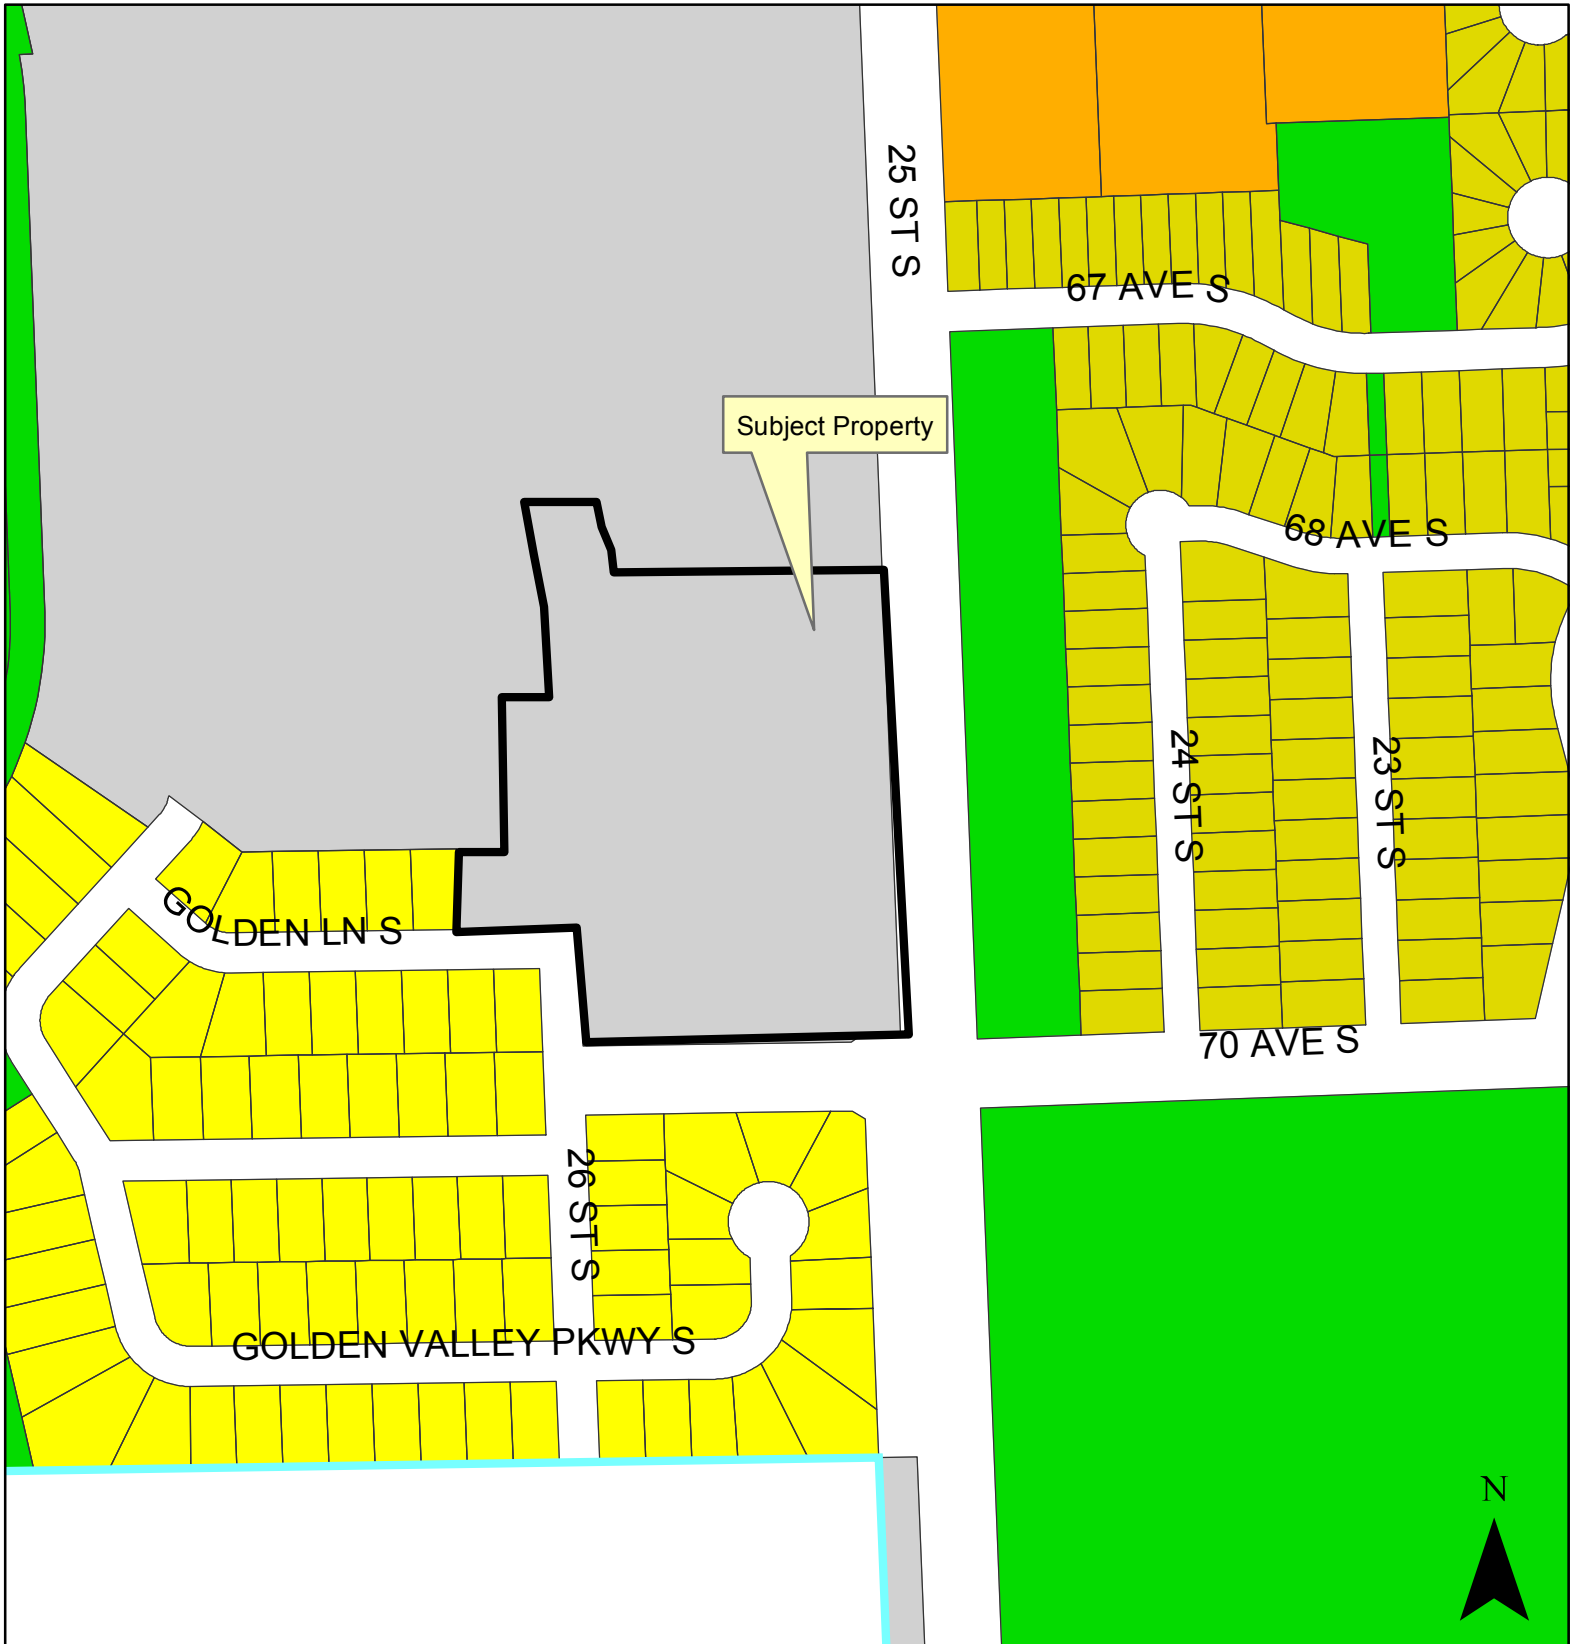 25 ST S
67 AVE S
Subject Property
68 AVE S
24 ST S
23 ST S
GOLDEN LN S
70 AVE S
26 ST S
GOLDEN VALLEY PKWY S
N